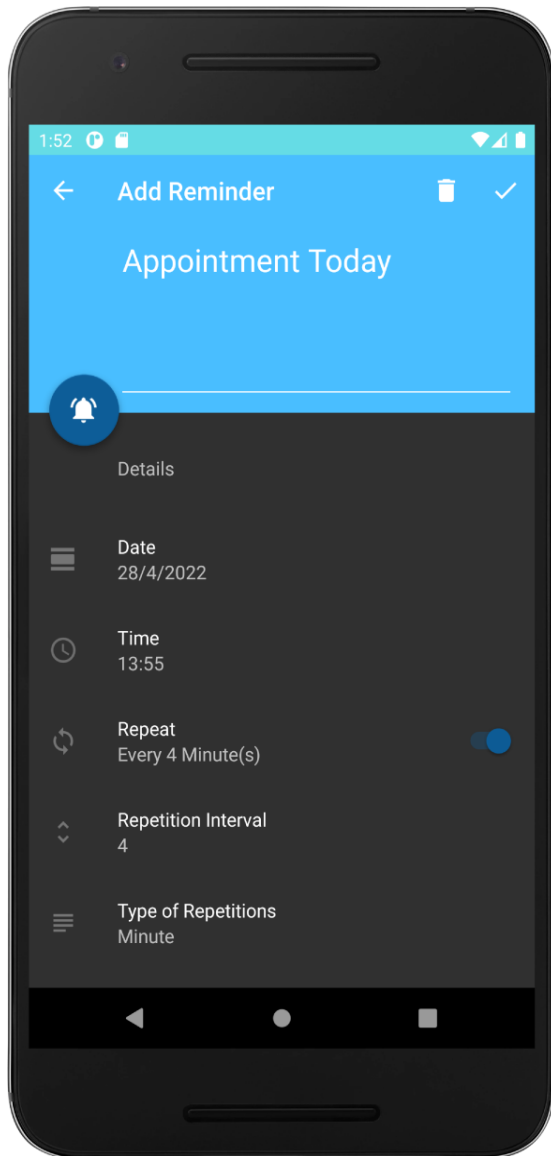 1:52
Add Reminder
Appointment Today
Details
Date
28/4/2022
Time
13:55
Repeat
Every 4 Minute(s)
Repetition Interval
4
Type of Repetitions
Minute